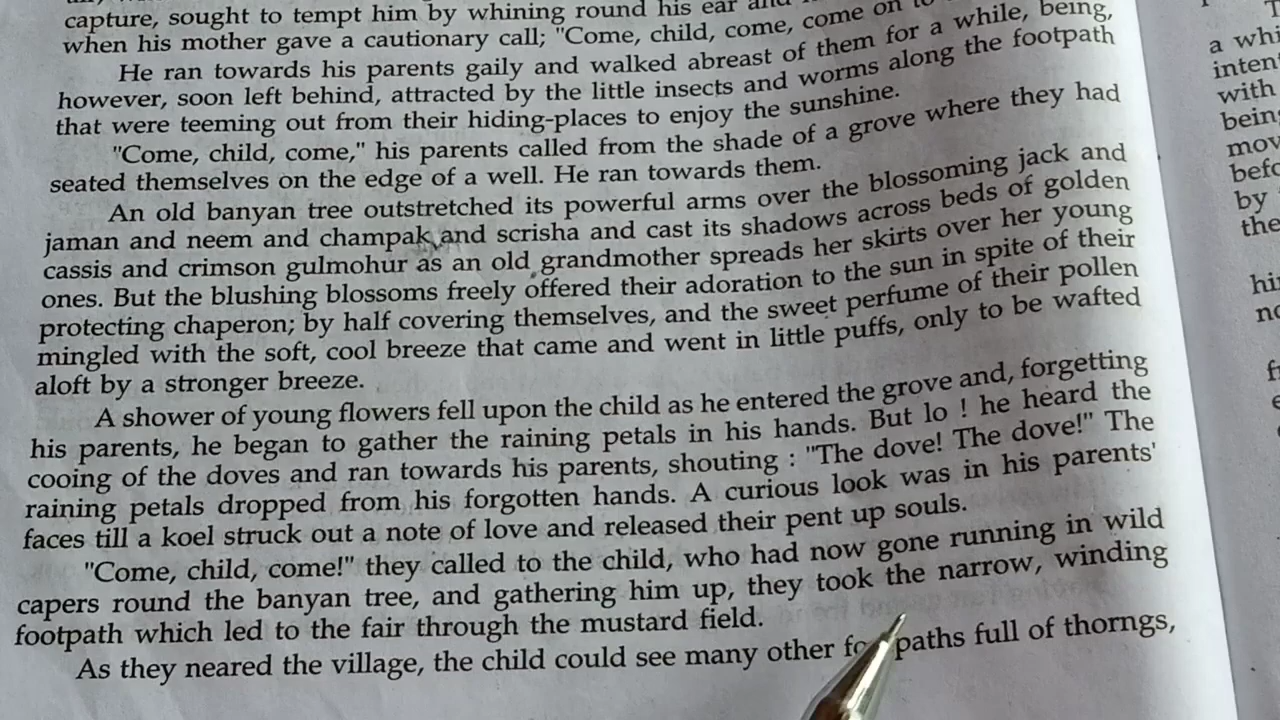 capture, sought to tempt him by whining round his ear and
when his mother gave a cautionary call; "Come, child, come, come on to
He ran towards his parents gaily and walked abreast of them for a while, being,
however, soon left behind, attracted by the little insects and worms along the footpath
that were teeming out from their hiding-places to enjoy the sunshine.
"Come, child, come," his parents called from the shade of a grove where they had
seated themselves on the edge of a well. He ran towards them.
An old banyan tree outstretched its powerful arms over the blossoming jack and
jaman and neem and champak and scrisha and cast its shadows across beds of golden
cassis and crimson gulmohur as an old grandmother spreads her skirts over her young
ones. But the blushing blossoms freely offered their adoration to the sun in spite of their
protecting chaperon; by half covering themselves, and the sweet perfume of their pollen
mingled with the soft, cool breeze that came and went in little puffs, only to be wafted
aloft by a stronger breeze.
A shower of young flowers fell upon the child as he entered the grove and, forgetting
his parents, he began to gather the raining petals in his hands. But lo ! he heard the
cooing of the doves and ran towards his parents, shouting : "The dove! The dove!" The
raining petals dropped from his forgotten hands. A curious look was in his parents'
faces till a koel struck out a note of love and released their pent up souls.
"Come, child, come!" they called to the child, who had now gone running in wild
capers round the banyan tree, and gathering him up, they took the narrow, winding
footpath which led to the fair through the mustard field.
As they neared the village, the child could see many other paths full of thorngs,
a whi
inten
with
bein
mov
befo
by
the
hi
no